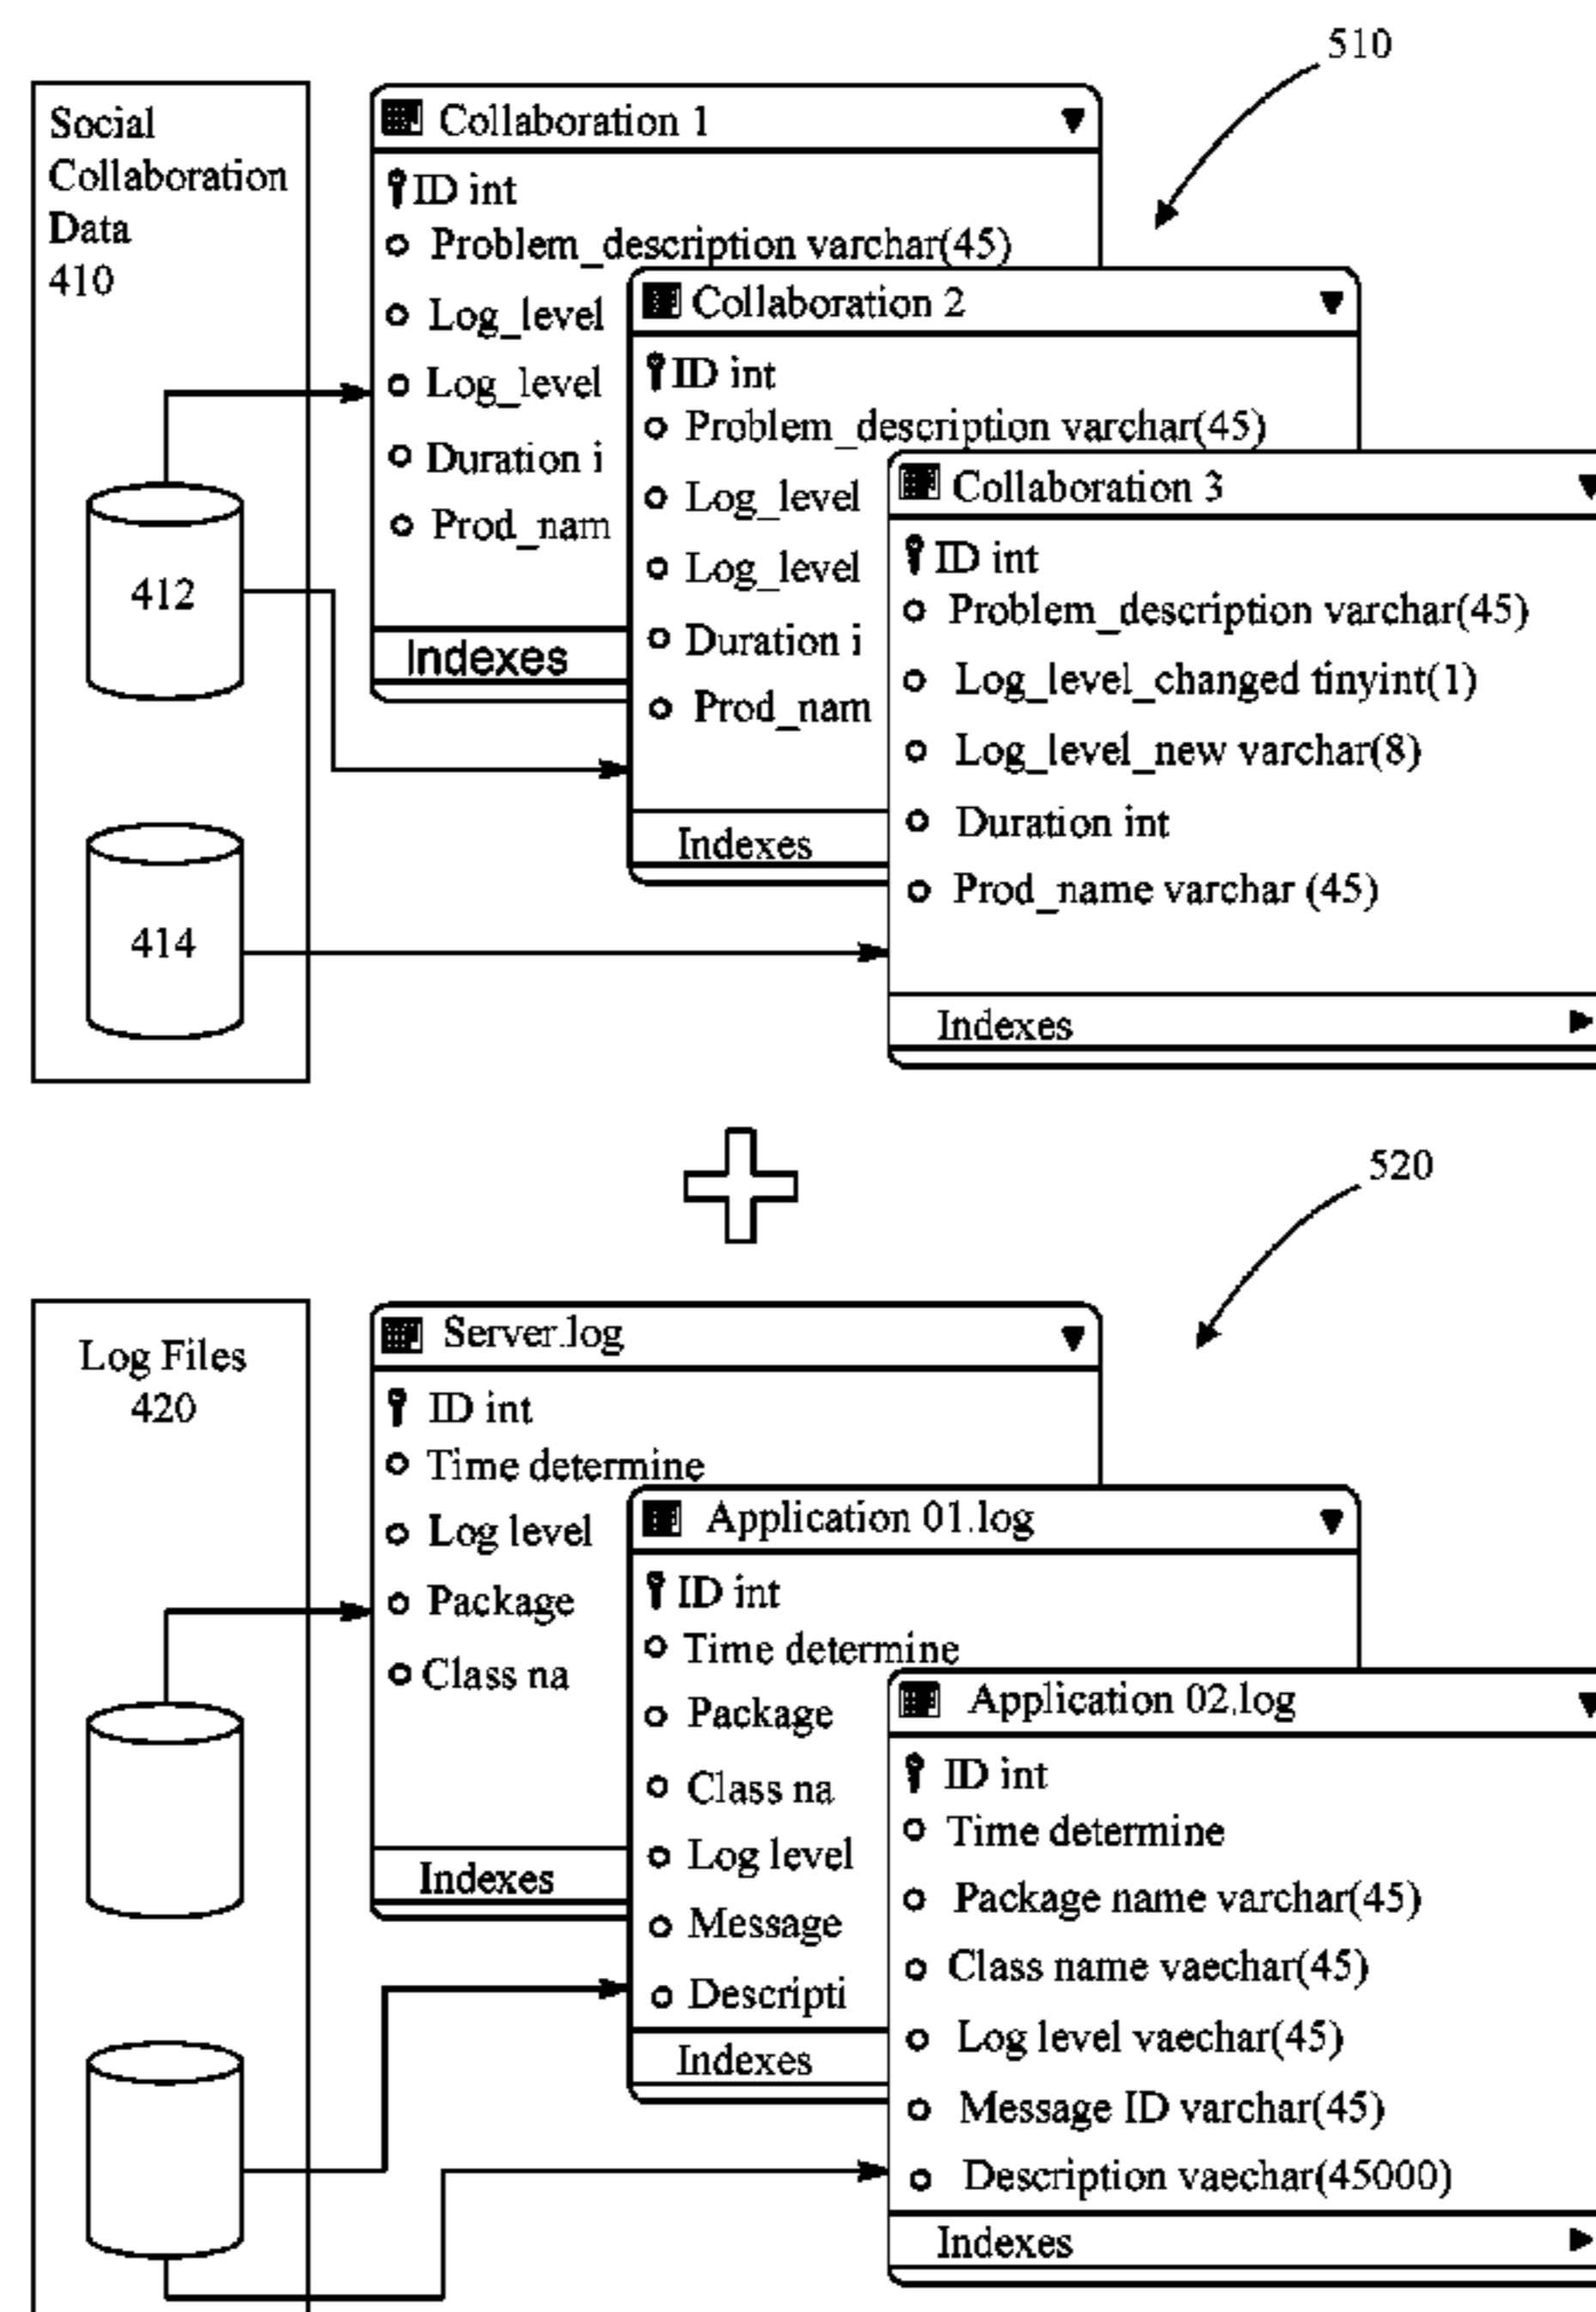 510
Social
Collaboration
Data
410
412
414
Collaboration 1
ID int
Problem_description varchar(45)
Log_level
Log_level
Duration i
Prod_nam
Indexes
Collaboration 2
ID int
Problem_description varchar(45)
Log_level
Log_level
Duration i
Prod_nam
Indexes
Collaboration 3
ID int
Problem_description varchar(45)
Log_level_changed tinyint(1)
Log_level_new varchar(8)
Duration int
Prod_name varchar (45)
Indexes
520
Log Files
420
Server.log
ID int
Time determine
Log level
Package
Class na
Indexes
Application 01.log
ID int
Time determine
Package
Class na
Log level
Message
Descripti
Indexes
Application 02.log
ID int
Time determine
Package name varchar(45)
Class name vaechar(45)
Log level vaechar(45)
Message ID varchar(45)
Description vaechar(45000)
Indexes